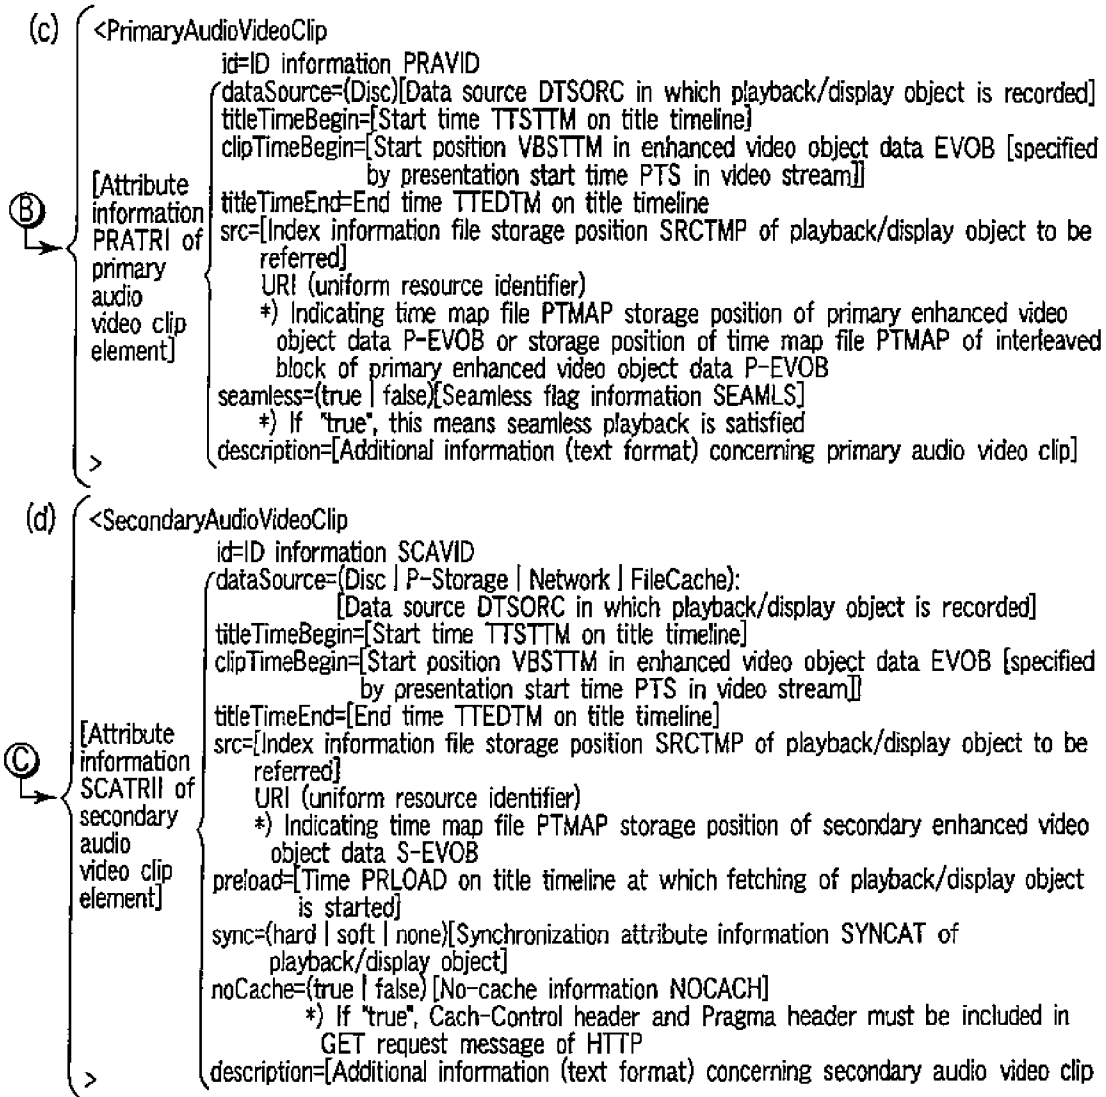 (c)
<PrimaryAudioVideoClip
id=ID information PRAVID
dataSource=(Disc)[Data source DTSORC in which playback/display object is recorded]
titleTimeBegin=[Start time TTSTTM on title timeline]
clipTimeBegin=[Start position VBSTTM in enhanced video object data EVOB [specified
by presentation start time PTS in video stream]]
titleTimeEnd=End time TTEDTM on title timeline
src=[Index information file storage position SRCTMP of playback/display object to be
referred]
URI (uniform resource identifier)
*) Indicating time map file PTMAP storage position of primary enhanced video
object data P-EVOB or storage position of time map file PTMAP of interleaved
block of primary enhanced video object data P-EVOB
seamless=(true | false)[Seamless flag information SEAMLS]
*) If "true", this means seamless playback is satisfied
description=[Additional information (text format) concerning primary audio video clip]
>
B
[Attribute
information
PRATRI of
primary
audio
video clip
element]
(d)
<SecondaryAudioVideoClip
id=ID information SCAVID
dataSource=(Disc | P-Storage | Network | FileCache):
[Data source DTSORC in which playback/display object is recorded]
titleTimeBegin=[Start time TTSTTM on title timeline]
clipTimeBegin=[Start position VBSTTM in enhanced video object data EVOB [specified
by presentation start time PTS in video stream]]
titleTimeEnd=[End time TTEDTM on title timeline]
src=[Index information file storage position SRCTMP of playback/display object to be
referred]
URI (uniform resource identifier)
*) Indicating time map file PTMAP storage position of secondary enhanced video
object data S-EVOB
preload=[Time PRLOAD on title timeline at which fetching of playback/display object
is started]
sync=(hard | soft | none)[Synchronization attribute information SYNCAT of
playback/display object]
noCache=(true | false) [No-cache information NOCACH]
*) If "true", Cach-Control header and Pragma header must be included in
GET request message of HTTP
description=[Additional information (text format) concerning secondary audio video clip
>
C
[Attribute
information
SCATRII of
secondary
audio
video clip
element]